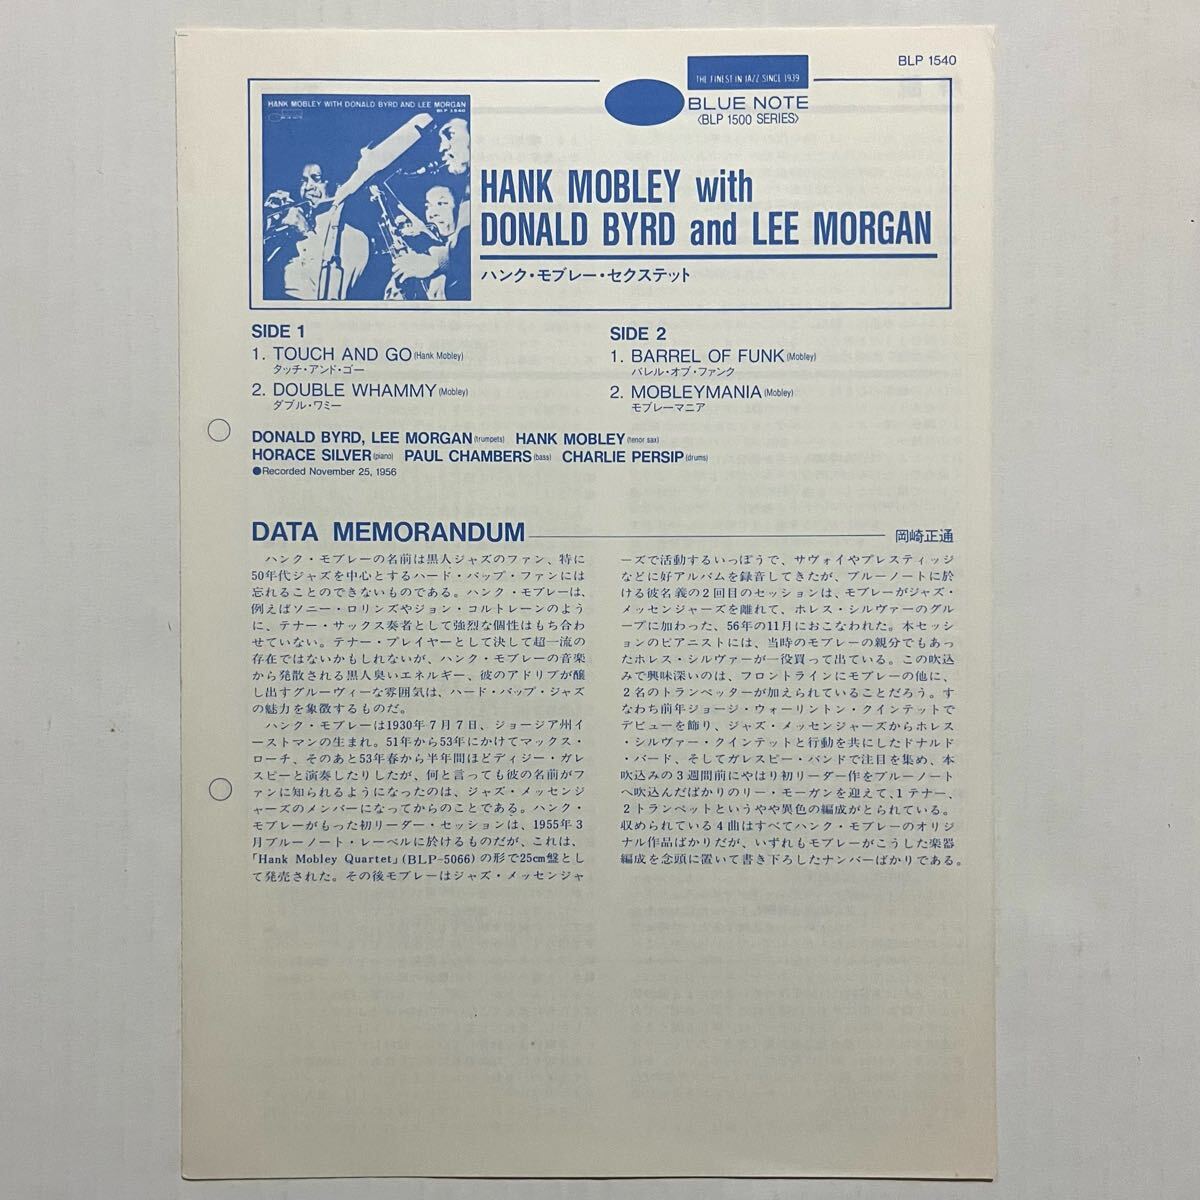 BLP 1540
THE FINEST IN JAZZ SINCE 1939
BLUE NOTE
〈BLP 1500 SERIES〉
HANK MOBLEY WITH DONALD BYRD AND LEE MORGAN
BLP 1540
HANK MOBLEY with
DONALD BYRD and LEE MORGAN
ハンク・モブレー・セクステット
SIDE 1
1. TOUCH AND GO (Hank Mobley)
タッチ・アンド・ゴー
2. DOUBLE WHAMMY (Mobley)
ダブル・ワミー
SIDE 2
1. BARREL OF FUNK (Mobley)
バレル・オブ・ファンク
2. MOBLEYMANIA (Mobley)
モブレーマニア
DONALD BYRD, LEE MORGAN (trumpets) HANK MOBLEY (tenor sax)
HORACE SILVER (piano) PAUL CHAMBERS (bass) CHARLIE PERSIP (drums)
●Recorded November 25, 1956
DATA MEMORANDUM
岡崎正通
ハンク・モブレーの名前は黒人ジャズのファン、特に
50年代ジャズを中心とするハード・バップ・ファンには
忘れることのできないものである。ハンク・モブレーは、
例えばソニー・ロリンズやジョン・コルトレーンのよう
に、テナー・サックス奏者として強烈な個性はもち合わ
せていない。テナー・プレイヤーとして決して超一流の
存在ではないかもしれないが、ハンク・モブレーの音楽
から発散される黒人臭いエネルギー、彼のアドリブが醸
し出すグルーヴィーな雰囲気は、ハード・バップ・ジャズ
の魅力を象徴するものだ。
ハンク・モブレーは1930年7月7日、ジョージア州イ
ーストマンの生まれ。51年から53年にかけてマックス・
ローチ、そのあと53年春から半年間ほどディジー・ガレ
スピーと演奏したりしたが、何と言っても彼の名前がフ
ァンに知られるようになったのは、ジャズ・メッセンジ
ャーズのメンバーになってからのことである。ハンク・
モブレーがもった初リーダー・セッションは、1955年3
月ブルーノート・レーベルに於けるものだが、これは、
「Hank Mobley Quartet」(BLP-5066) の形で25cm盤とし
て発売された。その後モブレーはジャズ・メッセンジャ
ーズで活動するいっぽうで、サヴォイやプレスティッジ
などに好アルバムを録音してきたが、ブルーノートに於
ける彼名義の2回目のセッションは、モブレーがジャズ・
メッセンジャーズを離れて、ホレス・シルヴァーのグル
ープに加わった、56年の11月におこなわれた。本セッシ
ョンのピアニストには、当時のモブレーの親分でもあっ
たホレス・シルヴァーが一役買って出ている。この吹込
みで興味深いのは、フロントラインにモブレーの他に、
2名のトランペッターが加えられていることだろう。す
なわち前年ジョージ・ウォーリントン・クインテットで
デビューを飾り、ジャズ・メッセンジャーズからホレス
・シルヴァー・クインテットと行動を共にしたドナルド
・バード、そしてガレスピー・バンドで注目を集め、本
吹込みの3週間前にやはり初リーダー作をブルーノート
へ吹込んだばかりのリー・モーガンを迎えて、1テナー、
2トランペットというやや異色の編成がとられている。
収められている4曲はすべてハンク・モブレーのオリジ
ナル作品ばかりだが、いずれもモブレーがこうした楽器
編成を念頭に置いて書き下ろしたナンバーばかりである。